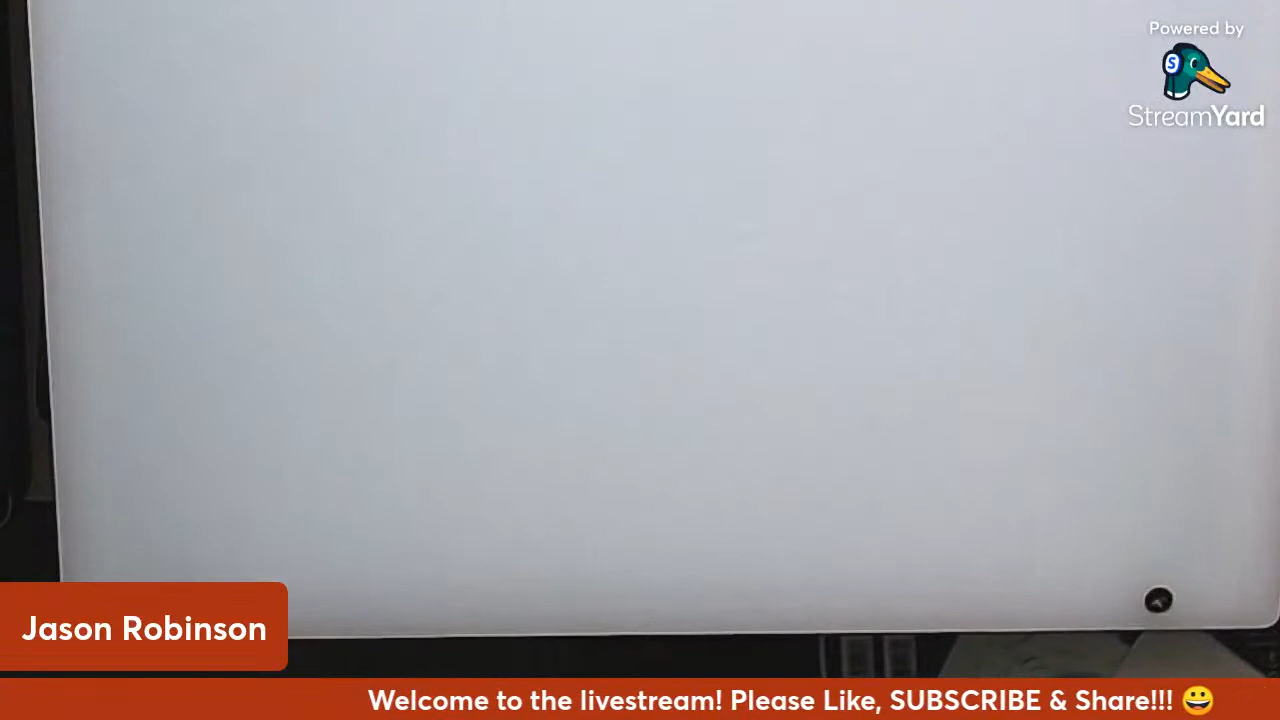 Powered by
S
StreamYard
Jason Robinson
Welcome to the livestream! Please Like, SUBSCRIBE & Share!!! 😀